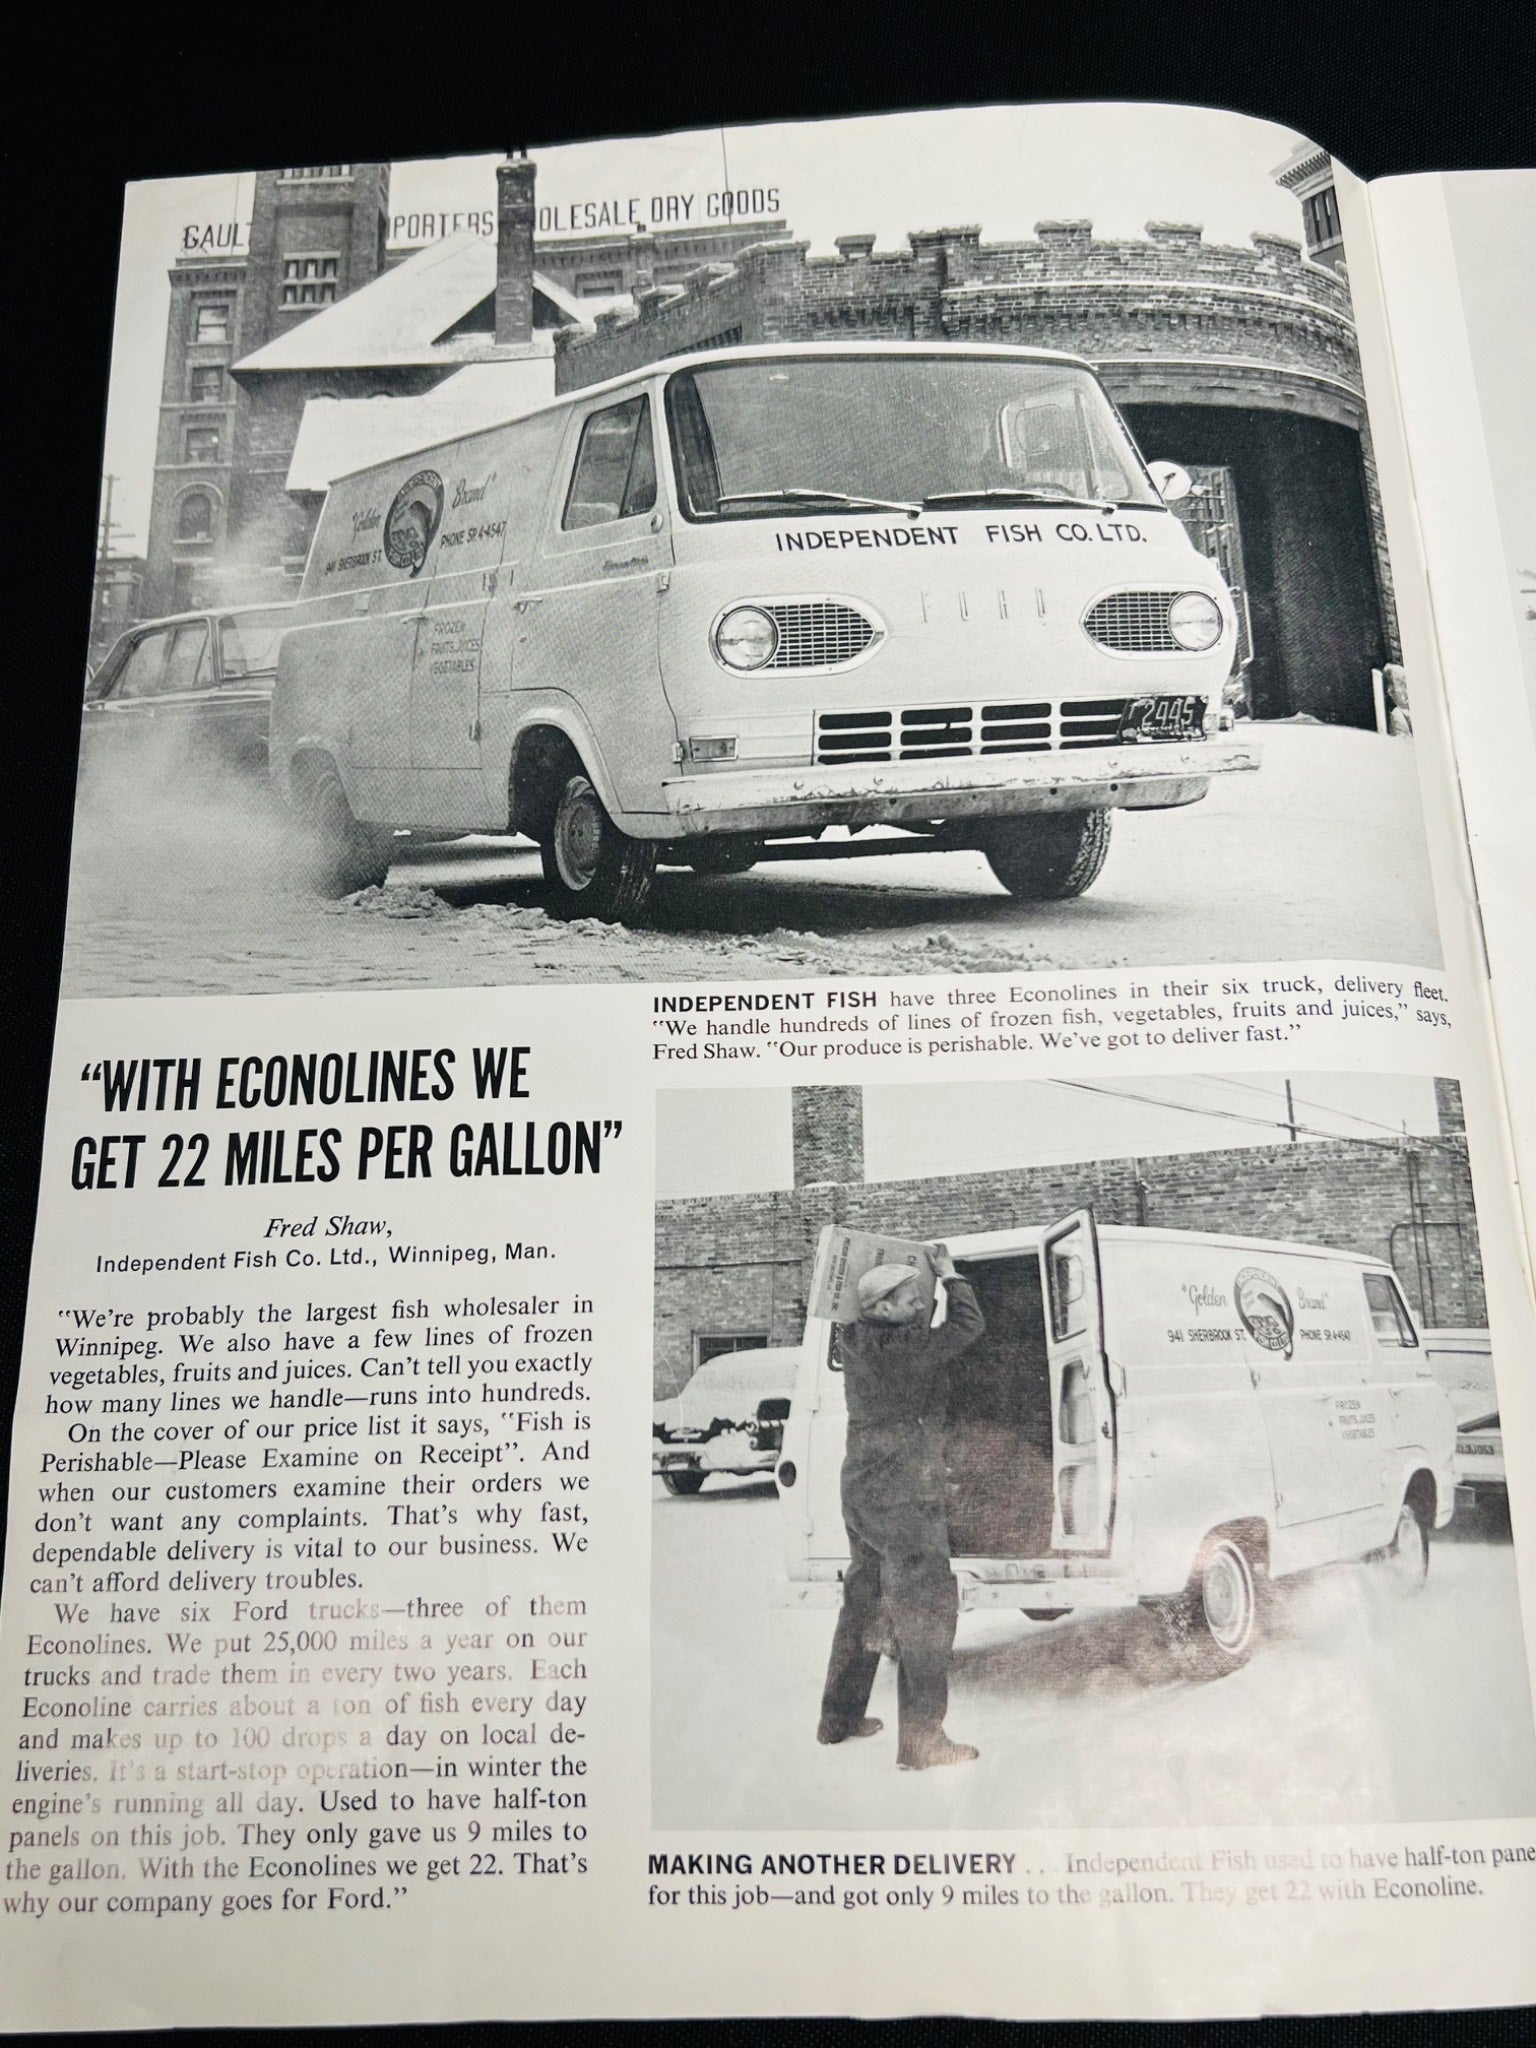 GAUL PORTERS OLESALE DRY GOODS
"Golden Brand"
941 SHERBROOK ST. PHONE SP. 4-4547
FROZEN
FRUITS, JUICES
VEGETABLES
INDEPENDENT FISH CO. LTD.
FORD
2445
INDEPENDENT FISH have three Econolines in their six truck, delivery fleet.
"We handle hundreds of lines of frozen fish, vegetables, fruits and juices," says,
Fred Shaw. "Our produce is perishable. We've got to deliver fast."
"WITH ECONOLINES WE
GET 22 MILES PER GALLON"
Fred Shaw,
Independent Fish Co. Ltd., Winnipeg, Man.
"We're probably the largest fish wholesaler in
Winnipeg. We also have a few lines of frozen
vegetables, fruits and juices. Can't tell you exactly
how many lines we handle—runs into hundreds.
On the cover of our price list it says, "Fish is
Perishable—Please Examine on Receipt". And
when our customers examine their orders we
don't want any complaints. That's why fast,
dependable delivery is vital to our business. We
can't afford delivery troubles.
We have six Ford trucks—three of them
Econolines. We put 25,000 miles a year on our
trucks and trade them in every two years. Each
Econoline carries about a ton of fish every day
and makes up to 100 drops a day on local de-
liveries. It's a start-stop operation—in winter the
engine's running all day. Used to have half-ton
panels on this job. They only gave us 9 miles to
the gallon. With the Econolines we get 22. That's
why our company goes for Ford."
"Golden Brand"
941 SHERBROOK ST. PHONE SP. 4-4547
FROZEN
FRUITS, JUICES
VEGETABLES
MAKING ANOTHER DELIVERY . . . Independent Fish used to have half-ton pane
for this job—and got only 9 miles to the gallon. They get 22 with Econoline.